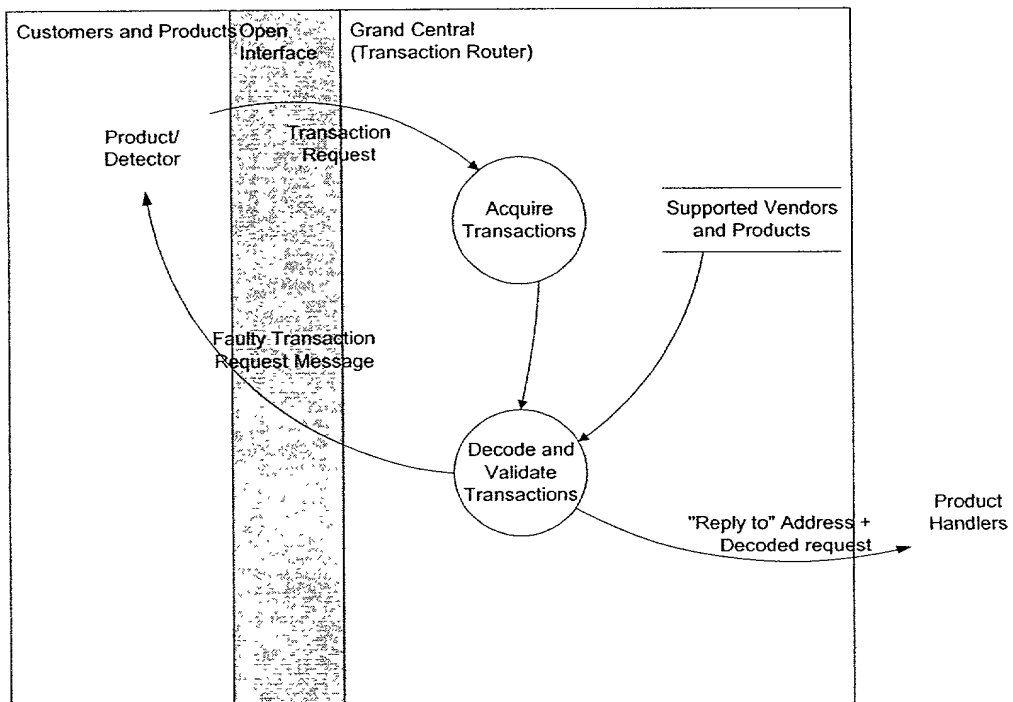 Customers and Products
Open
Interface
Grand Central
(Transaction Router)
Product/
Detector
Transaction
Request
Acquire
Transactions
Supported Vendors
and Products
Faulty Transaction
Request Message
Decode and
Validate
Transactions
"Reply to" Address +
Decoded request
Product
Handlers